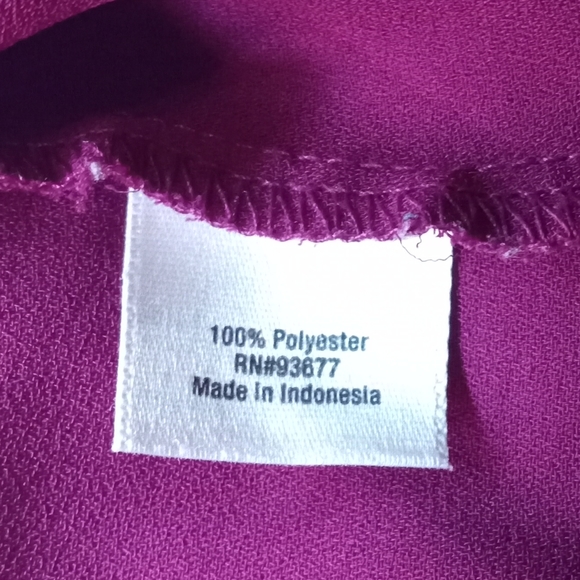 100% Polyester
RN#93677
Made in Indonesia